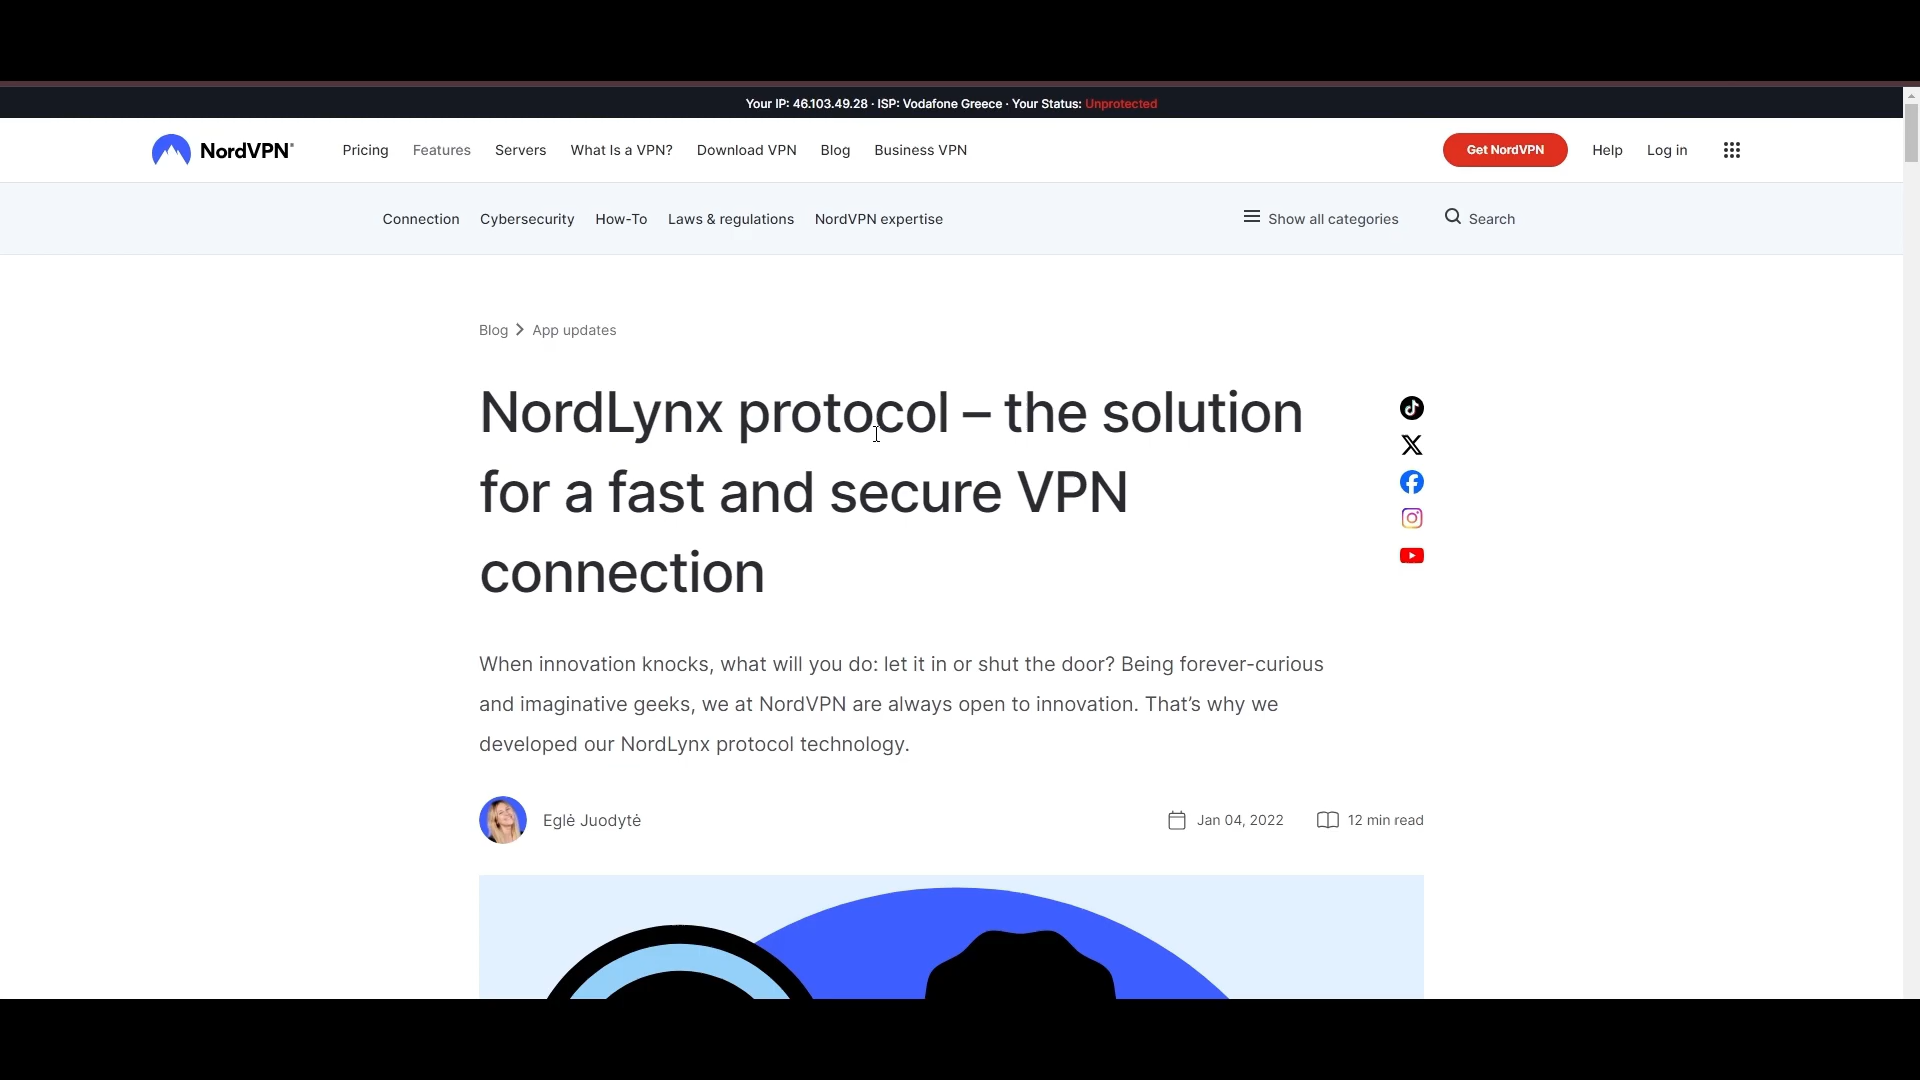 Your IP: 46.103.49.28 · ISP: Vodafone Greece · Your Status: Unprotected
NordVPN®
Pricing Features Servers What Is a VPN? Download VPN Blog Business VPN
Get NordVPN Help Log in
Connection Cybersecurity How-To Laws & regulations NordVPN expertise
Show all categories Search
Blog App updates
NordLynx protocol – the solution
for a fast and secure VPN
connection
When innovation knocks, what will you do: let it in or shut the door? Being forever-curious
and imaginative geeks, we at NordVPN are always open to innovation. That’s why we
developed our NordLynx protocol technology.
Eglė Juodytė
Jan 04, 2022 12 min read